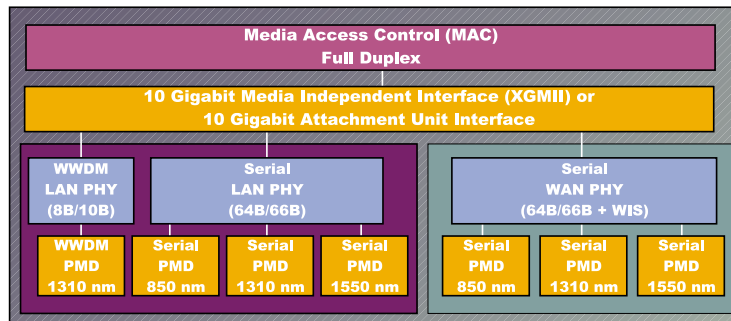 Media Access Control (MAC)
Full Duplex
10 Gigabit Media Independent Interface (XGMII) or
10 Gigabit Attachment Unit Interface
WWDM
LAN PHY
(8B/10B)
Serial
LAN PHY
(64B/66B)
Serial
WAN PHY
(64B/66B + WIS)
WWDM
PMD
1310 nm
Serial
PMD
850 nm
Serial
PMD
1310 nm
Serial
PMD
1550 nm
Serial
PMD
850 nm
Serial
PMD
1310 nm
Serial
PMD
1550 nm